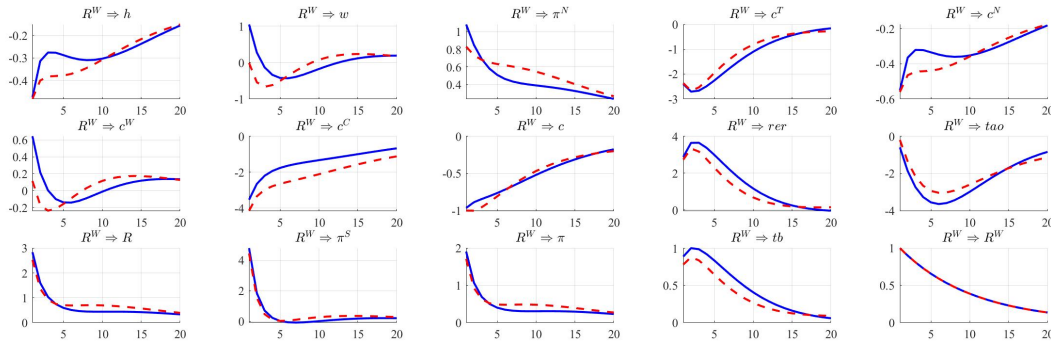 R^W ⇒ h
R^W ⇒ w
R^W ⇒ π^N
R^W ⇒ c^T
R^W ⇒ c^N
-0.2
-0.3
-0.4
5 10 15 20
1
0
-1
5 10 15 20
1
0.8
0.6
0.4
5 10 15 20
0
-1
-2
-3
5 10 15 20
-0.2
-0.4
-0.6
5 10 15 20
R^W ⇒ c^W
R^W ⇒ c^C
R^W ⇒ c
R^W ⇒ rer
R^W ⇒ tao
0.6
0.4
0.2
0
-0.2
5 10 15 20
0
-2
-4
5 10 15 20
0
-0.5
-1
5 10 15 20
4
2
0
5 10 15 20
0
-2
-4
5 10 15 20
R^W ⇒ R
R^W ⇒ π^S
R^W ⇒ π
R^W ⇒ tb
R^W ⇒ R^W
3
2
1
0
5 10 15 20
4
2
0
5 10 15 20
2
1
0
5 10 15 20
1
0.5
0
5 10 15 20
1
0.5
0
5 10 15 20